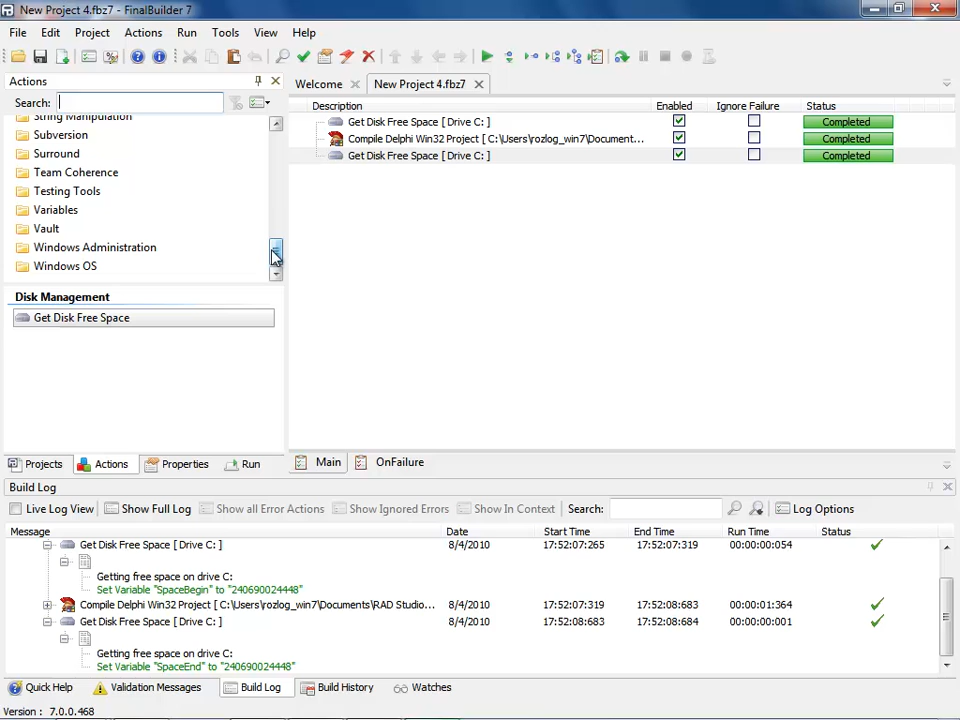 New Project 4.fbz7 - FinalBuilder 7
File Edit Project Actions Run Tools View Help
Actions
Welcome New Project 4.fbz7
Search:
Description Enabled Ignore Failure Status
String Manipulation
Get Disk Free Space [ Drive C: ] Completed
Subversion
Compile Delphi Win32 Project [ C:\Users\rozlog_win7\Document... Completed
Surround
Get Disk Free Space [ Drive C: ] Completed
Team Coherence
Testing Tools
Variables
Vault
Windows Administration
Windows OS
Disk Management
Get Disk Free Space
Projects Actions Properties Run
Main OnFailure
Build Log
Live Log View Show Full Log Show all Error Actions Show Ignored Errors Show In Context Search: Log Options
Message Date Start Time End Time Run Time Status
Get Disk Free Space [ Drive C: ] 8/4/2010 17:52:07:265 17:52:07:319 00:00:00:054
Getting free space on drive C:
Set Variable "SpaceBegin" to "240690024448"
Compile Delphi Win32 Project [ C:\Users\rozlog_win7\Documents\RAD Studio... 8/4/2010 17:52:07:319 17:52:08:683 00:00:01:364
Get Disk Free Space [ Drive C: ] 8/4/2010 17:52:08:683 17:52:08:684 00:00:00:001
Getting free space on drive C:
Set Variable "SpaceEnd" to "240690024448"
Quick Help Validation Messages Build Log Build History Watches
Version : 7.0.0.468